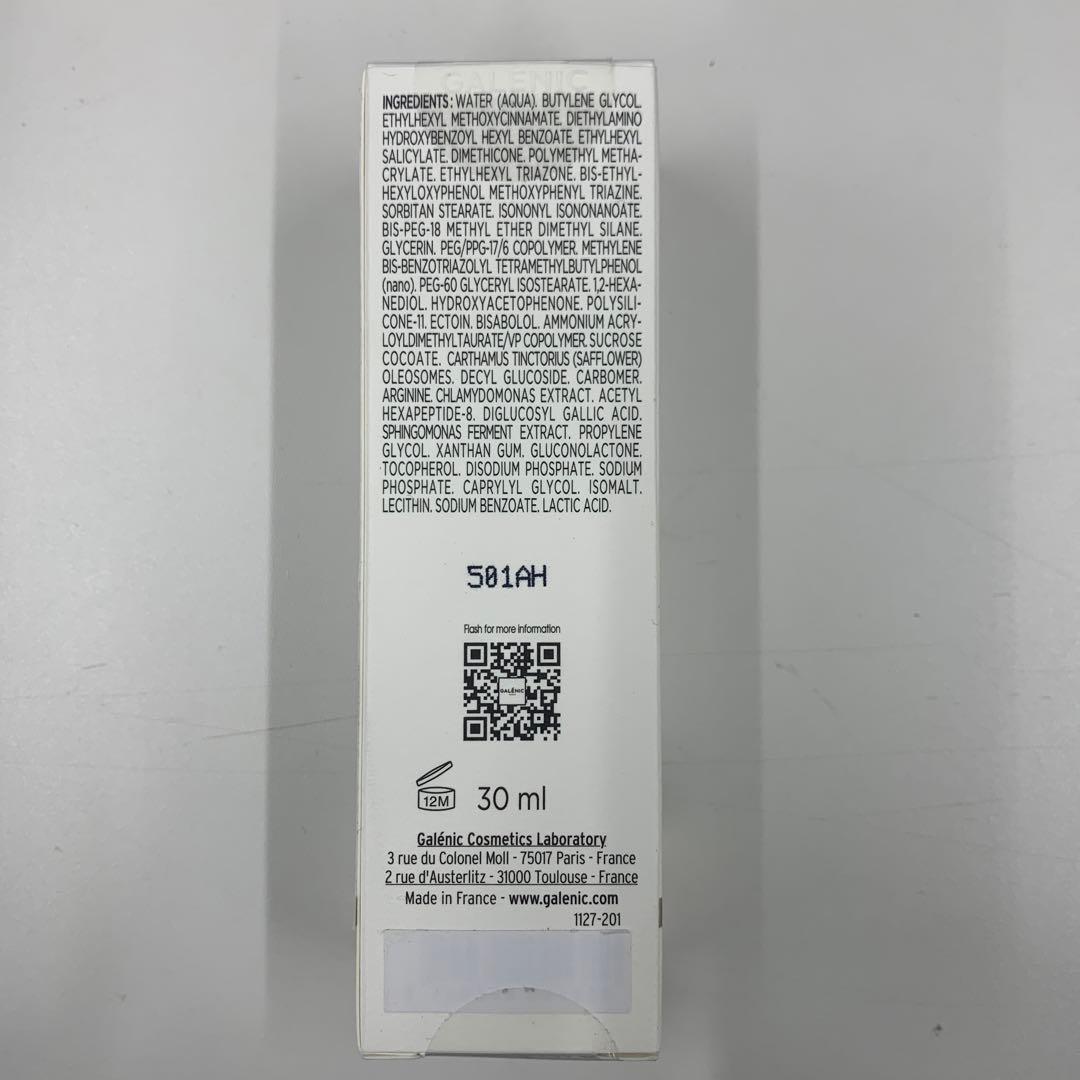 GALENIC
INGREDIENTS: WATER (AQUA). BUTYLENE GLYCOL.
ETHYLHEXYL METHOXYCINNAMATE. DIETHYLAMINO
HYDROXYBENZOYL HEXYL BENZOATE. ETHYLHEXYL
SALICYLATE. DIMETHICONE. POLYMETHYL METHA-
CRYLATE. ETHYLHEXYL TRIAZONE. BIS-ETHYL-
HEXYLOXYPHENOL METHOXYPHENYL TRIAZINE.
SORBITAN STEARATE. ISONONYL ISONONANOATE.
BIS-PEG-18 METHYL ETHER DIMETHYL SILANE.
GLYCERIN. PEG/PPG-17/6 COPOLYMER. METHYLENE
BIS-BENZOTRIAZOLYL TETRAMETHYLBUTYLPHENOL
(nano). PEG-60 GLYCERYL ISOSTEARATE. 1,2-HEXA-
NEDIOL. HYDROXYACETOPHENONE. POLYSILI-
CONE-11. ECTOIN. BISABOLOL. AMMONIUM ACRY-
LOYLDIMETHYLTAURATE/VP COPOLYMER. SUCROSE
COCOATE. CARTHAMUS TINCTORIUS (SAFFLOWER)
OLEOSOMES. DECYL GLUCOSIDE. CARBOMER.
ARGININE. CHLAMYDOMONAS EXTRACT. ACETYL
HEXAPEPTIDE-8. DIGLUCOSYL GALLIC ACID.
SPHINGOMONAS FERMENT EXTRACT. PROPYLENE
GLYCOL. XANTHAN GUM. GLUCONOLACTONE.
TOCOPHEROL. DISODIUM PHOSPHATE. SODIUM
PHOSPHATE. CAPRYLYL GLYCOL. ISOMALT.
LECITHIN. SODIUM BENZOATE. LACTIC ACID.
501AH
Flash for more information
GALÉNIC
12M 30 ml
Galénic Cosmetics Laboratory
3 rue du Colonel Moll - 75017 Paris - France
2 rue d'Austerlitz - 31000 Toulouse - France
Made in France - www.galenic.com
1127-201